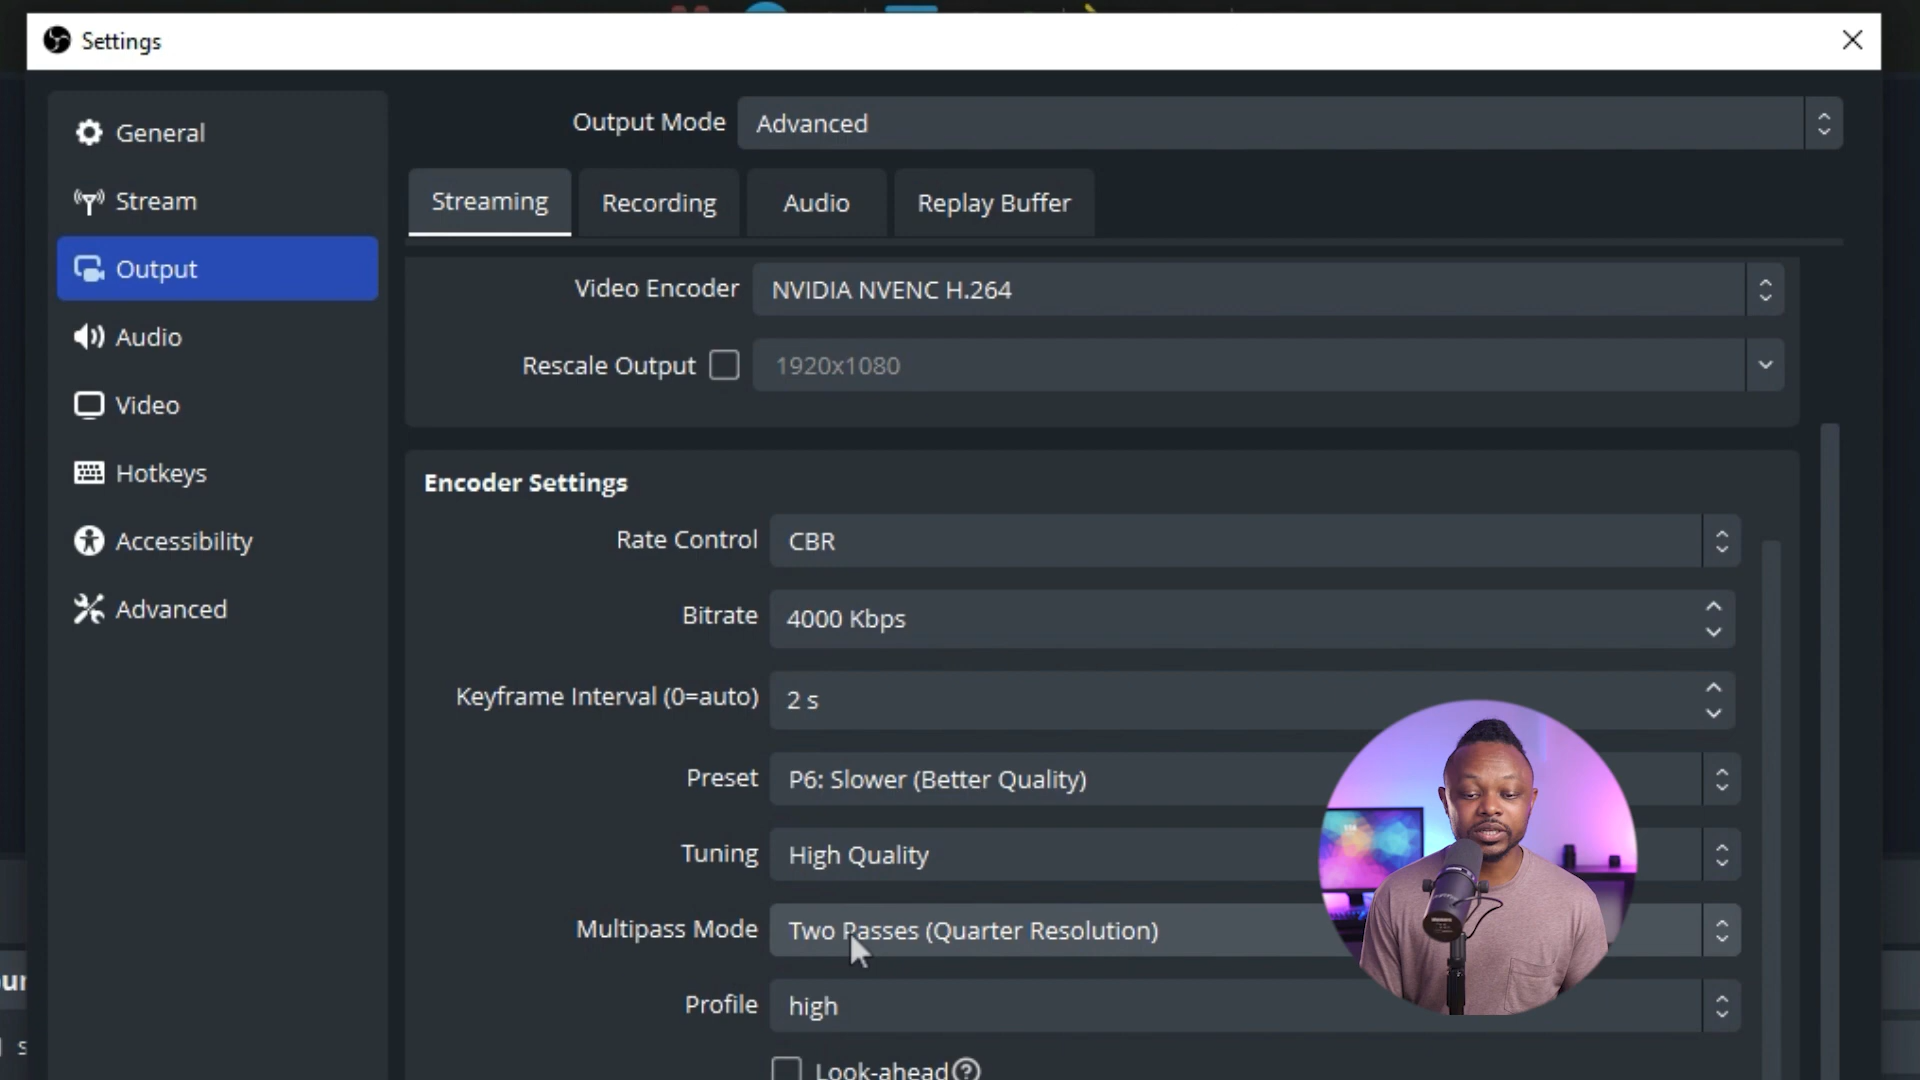 Settings
General
Stream
Output
Audio
Video
Hotkeys
Accessibility
Advanced
Output Mode Advanced
Streaming Recording Audio Replay Buffer
Video Encoder NVIDIA NVENC H.264
Rescale Output 1920x1080
Encoder Settings
Rate Control CBR
Bitrate 4000 Kbps
Keyframe Interval (0=auto) 2 s
Preset P6: Slower (Better Quality)
Tuning High Quality
Multipass Mode Two Passes (Quarter Resolution)
Profile high
Look-ahead